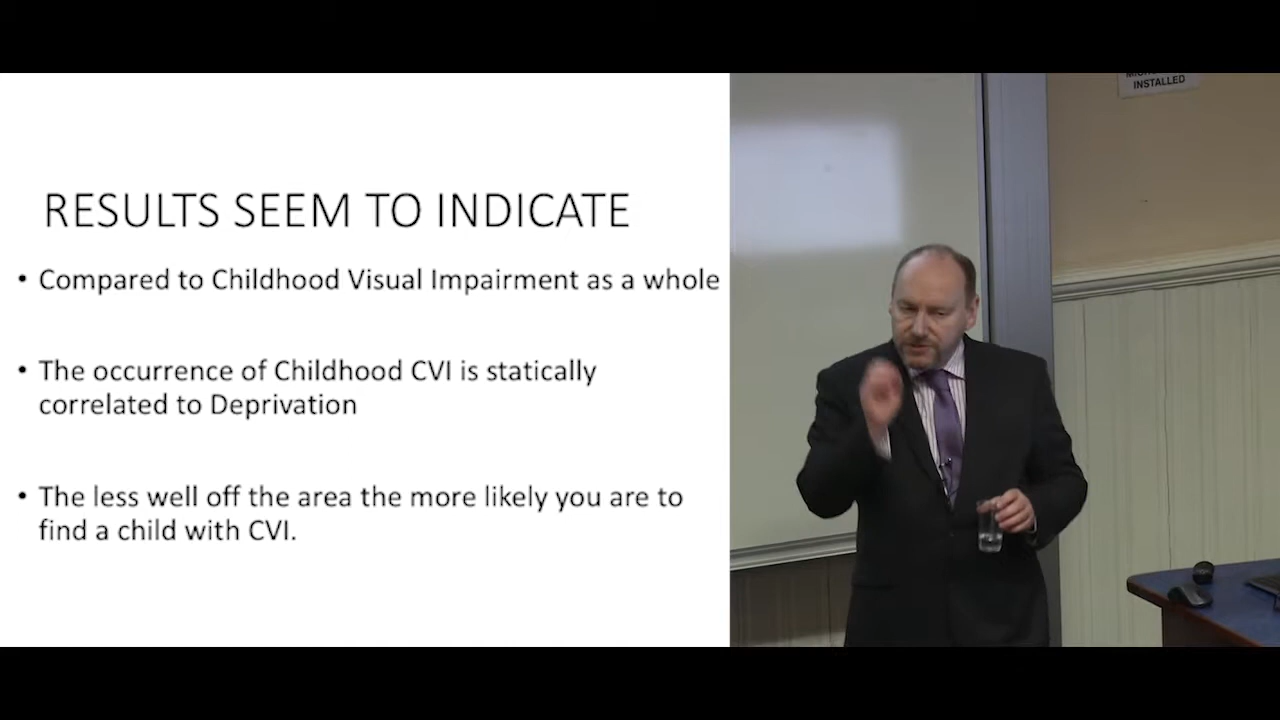 RESULTS SEEM TO INDICATE
• Compared to Childhood Visual Impairment as a whole
• The occurrence of Childhood CVI is statically
correlated to Deprivation
• The less well off the area the more likely you are to
find a child with CVI.
INSTALLED